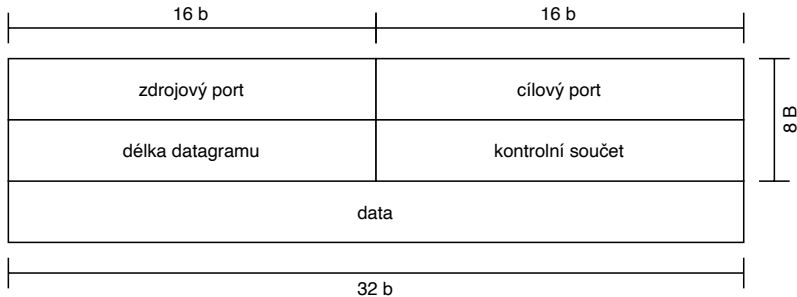 16 b
16 b
zdrojový port
cílový port
8 B
délka datagramu
kontrolní součet
data
32 b